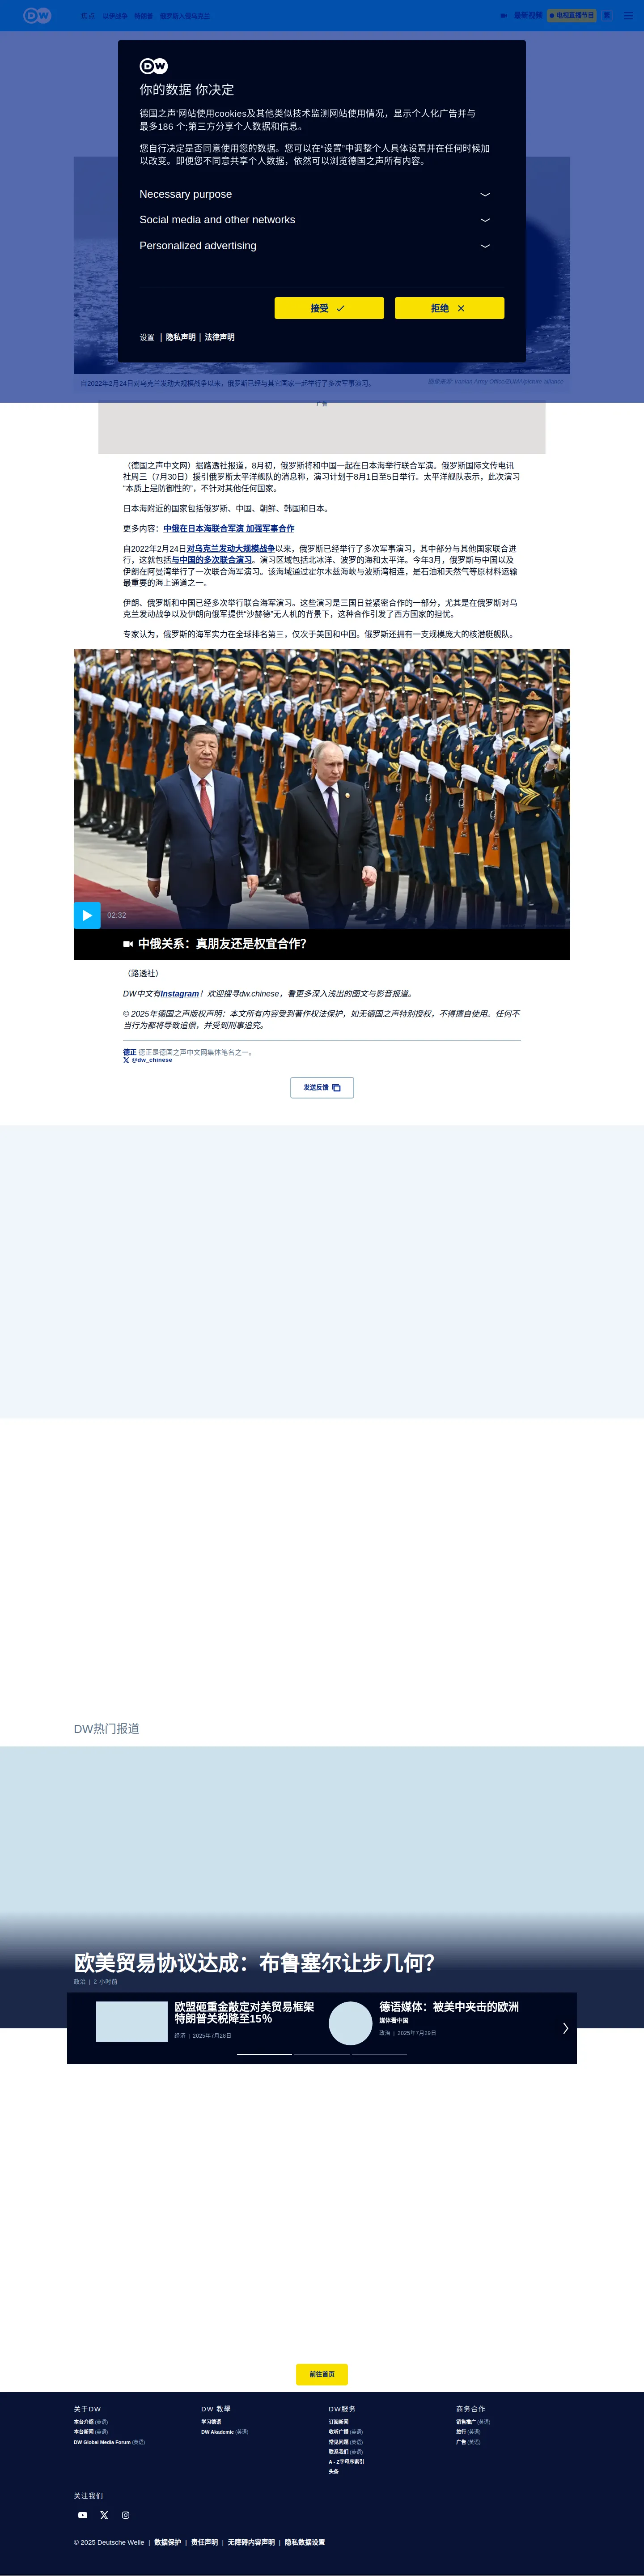 DW
热 点
以伊战争
特朗普
俄罗斯入侵乌克兰
最新视频
电视直播节目
DW
你的数据 你决定
德国之声'网站使用cookies及其他类似技术监测网站使用情况，显示个人化广告并与
最多186 个;第三方分享个人数据和信息。
您自行决定是否同意使用您的数据。您可以在“设置”中调整个人具体设置并在任何时候加
以改变。即便您不同意共享个人数据，依然可以浏览德国之声所有内容。
Necessary purpose
Social media and other networks
Personalized advertising
接受
拒绝
设置 | 隐私声明 | 法律声明
自2022年2月24日对乌克兰发动大规模战争以来，俄罗斯已经与其它国家一起举行了多次军事演习。
图像来源: Iranian Army Office/ZUMA/picture alliance
广告
（德国之声中文网）据路透社报道，8月初，俄罗斯将和中国一起在日本海举行联合军演。俄罗斯国际文传电讯
社周三（7月30日）援引俄罗斯太平洋舰队的消息称，演习计划于8月1日至5日举行。太平洋舰队表示，此次演习
“本质上是防御性的”，不针对其他任何国家。
日本海附近的国家包括俄罗斯、中国、朝鲜、韩国和日本。
更多内容：中俄在日本海联合军演 加强军事合作
自2022年2月24日对乌克兰发动大规模战争以来，俄罗斯已经举行了多次军事演习，其中部分与其他国家联合进
行，这就包括与中国的多次联合演习。演习区域包括北冰洋、波罗的海和太平洋。今年3月，俄罗斯与中国以及
伊朗在阿曼湾举行了一次联合海军演习。该海域通过霍尔木兹海峡与波斯湾相连，是石油和天然气等原材料运输
最重要的海上通道之一。
伊朗、俄罗斯和中国已经多次举行联合海军演习。这些演习是三国日益紧密合作的一部分，尤其是在俄罗斯对乌
克兰发动战争以及伊朗向俄军提供“沙赫德”无人机的背景下，这种合作引发了西方国家的担忧。
专家认为，俄罗斯的海军实力在全球排名第三，仅次于美国和中国。俄罗斯还拥有一支规模庞大的核潜艇舰队。
02:32
中俄关系：真朋友还是权宜合作？
（路透社）
DW中文有Instagram！欢迎搜寻dw.chinese，看更多深入浅出的图文与影音报道。
© 2025年德国之声版权声明：本文所有内容受到著作权法保护，如无德国之声特别授权，不得擅自使用。任何不
当行为都将导致追偿，并受到刑事追究。
德正 德正是德国之声中文网集体笔名之一。
@dw_chinese
发送反馈
DW热门报道
欧美贸易协议达成：布鲁塞尔让步几何？
政治 | 2 小时前
欧盟砸重金敲定对美贸易框架
特朗普关税降至15％
经济 | 2025年7月28日
德语媒体：被美中夹击的欧洲
媒体看中国
政治 | 2025年7月29日
前往首页
关于DW
本台介绍 (英语)
本台新闻 (英语)
DW Global Media Forum (英语)
DW 教學
学习德语
DW Akademie (英语)
DW服务
订阅新闻
收听广播 (英语)
常见问题 (英语)
联系我们 (英语)
A - Z字母序索引
头条
商务合作
销售推广 (英语)
旅行 (英语)
广告 (英语)
关注我们
© 2025 Deutsche Welle | 数据保护 | 责任声明 | 无障碍内容声明 | 隐私数据设置